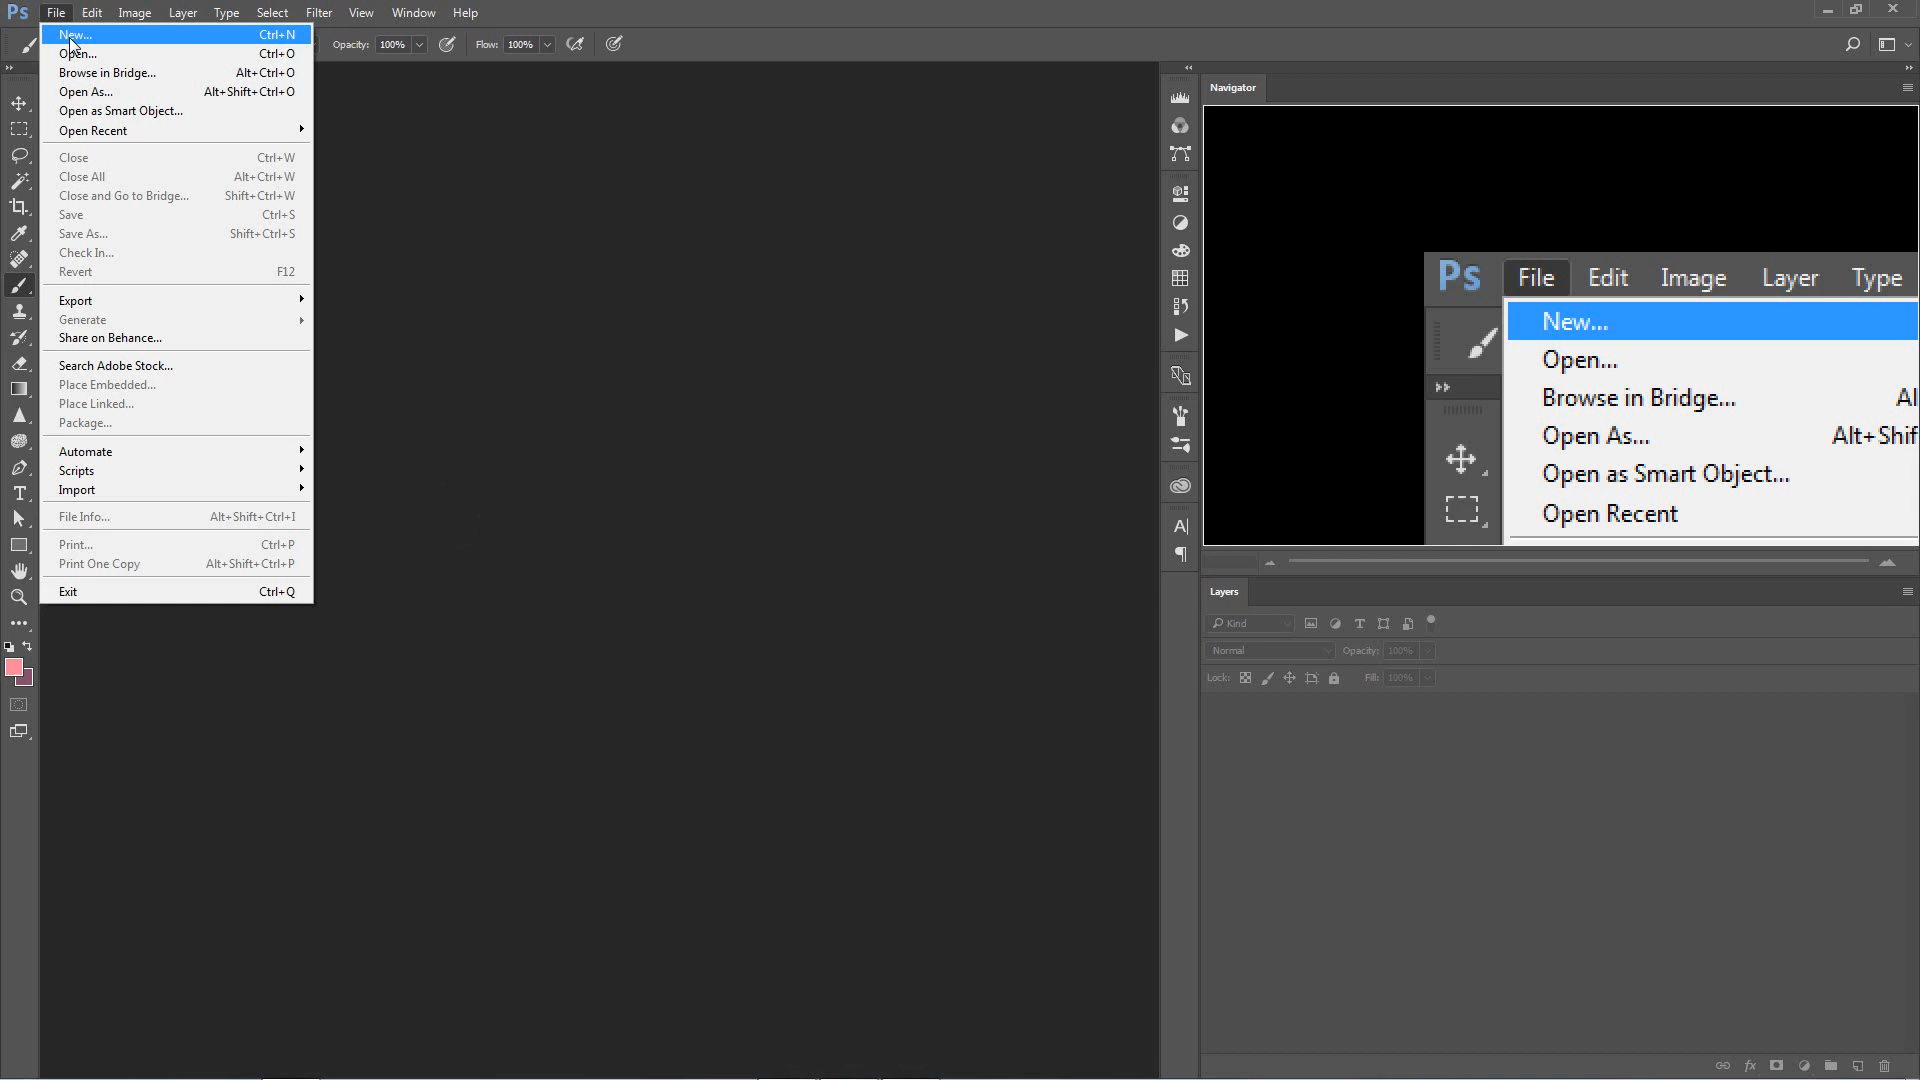 Ps File Edit Image Layer Type Select Filter View Window Help
New... Ctrl+N
Opacity: 100% Flow: 100%
Open... Ctrl+O
Browse in Bridge... Alt+Ctrl+O
Open As... Alt+Shift+Ctrl+O
Open as Smart Object...
Open Recent
Close Ctrl+W
Close All Alt+Ctrl+W
Close and Go to Bridge... Shift+Ctrl+W
Save Ctrl+S
Save As... Shift+Ctrl+S
Check In...
Revert F12
Export
Generate
Share on Behance...
Search Adobe Stock...
Place Embedded...
Place Linked...
Package...
Automate
Scripts
Import
File Info... Alt+Shift+Ctrl+I
Print... Ctrl+P
Print One Copy Alt+Shift+Ctrl+P
Exit Ctrl+Q
Navigator
Ps File Edit Image Layer Type
New...
Open...
Browse in Bridge... Al
Open As... Alt+Shif
Open as Smart Object...
Open Recent
Layers
Kind
Normal Opacity: 100%
Lock: Fill: 100%